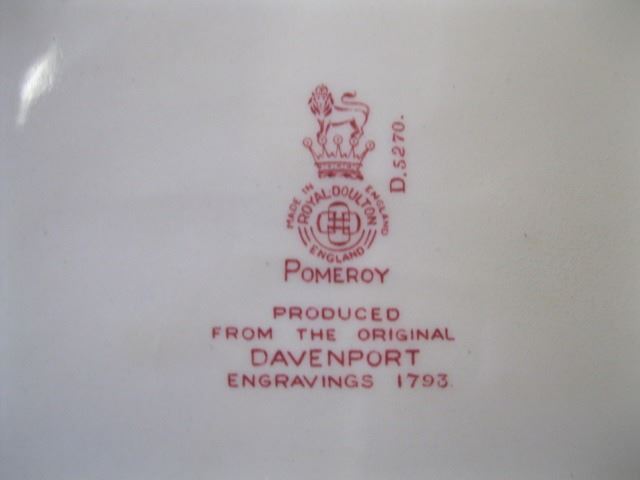 D.5270.
MADE IN ENGLAND
ROYAL DOULTON
ENGLAND
POMEROY
PRODUCED
FROM THE ORIGINAL
DAVENPORT
ENGRAVINGS 1793.